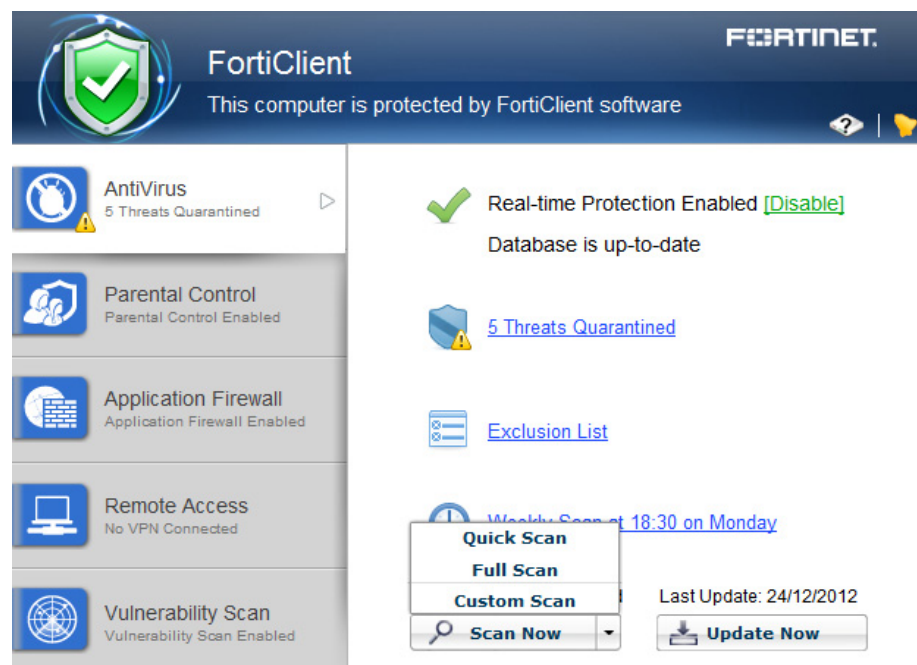 FORTINET
FortiClient
This computer is protected by FortiClient software
?
AntiVirus
5 Threats Quarantined
Parental Control
Parental Control Enabled
Application Firewall
Application Firewall Enabled
Remote Access
No VPN Connected
Vulnerability Scan
Vulnerability Scan Enabled
Real-time Protection Enabled [Disable]
Database is up-to-date
5 Threats Quarantined
Exclusion List
Weekly Scan at 18:30 on Monday
Quick Scan
Full Scan
Custom Scan
Last Update: 24/12/2012
Scan Now
Update Now